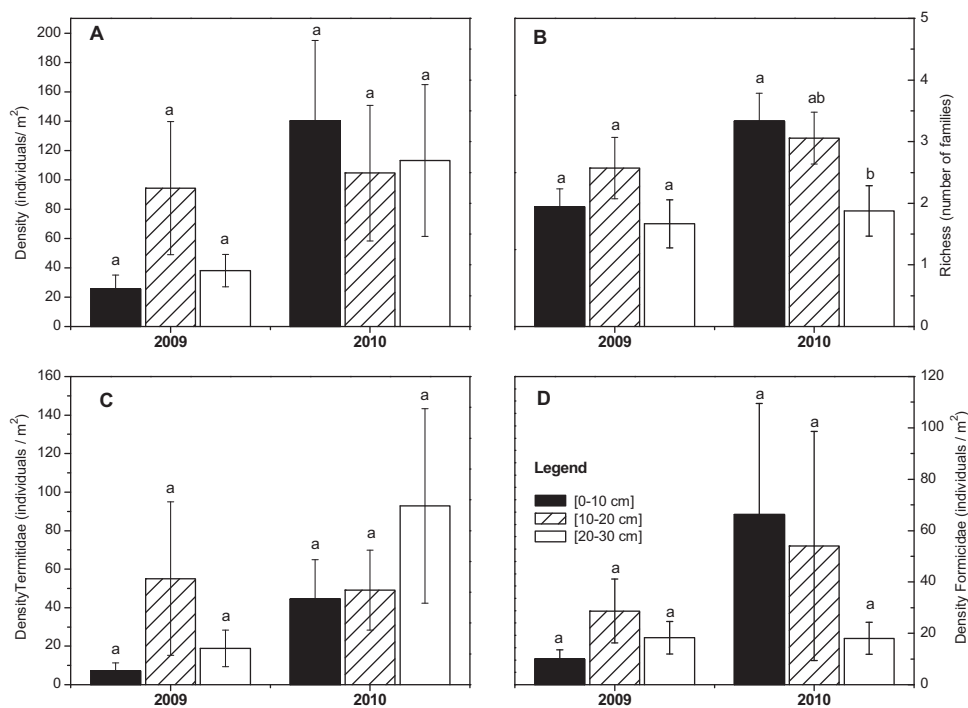 A
Density (individuals/ m²)
200
180
160
140
120
100
80
60
40
20
0
a a a a a a
2009 2010
B
Richess (number of families)
5
4
3
2
1
0
a a a a ab b
2009 2010
C
DensityTermitidae (individuals / m²)
160
140
120
100
80
60
40
20
0
a a a a a a
2009 2010
D
Density Formicidae (individuals / m²)
120
100
80
60
40
20
0
a a a a a a
Legend
[0-10 cm]
[10-20 cm]
[20-30 cm]
2009 2010